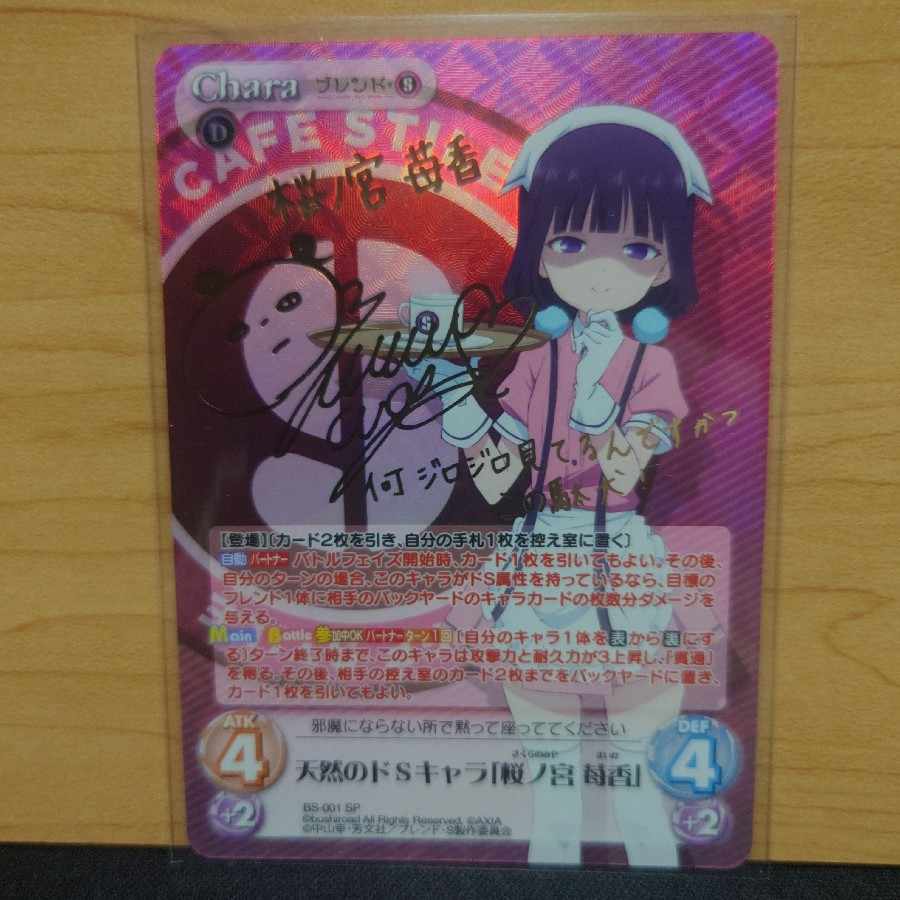 Chara ブレンド・S
D
CAFE STILE
桜ノ宮 苺香
S
何ジロジロ見てるんですかっ
この駄犬!
【登場】〔カード2枚を引き、自分の手札1枚を控え室に置く〕
自動 パートナー バトルフェイズ開始時、カード1枚を引いてもよい。その後、
自分のターンの場合、このキャラがドS属性を持っているなら、目標の
フレンド1体に相手のバックヤードのキャラカードの枚数分ダメージを
与える。
Main Battle 参加中OK パートナー ターン1回 〔自分のキャラ1体を表から裏にす
る〕ターン終了時まで、このキャラは攻撃力と耐久力が3上昇し、『貫通』
を得る。その後、相手の控え室のカード2枚までをバックヤードに置き、
カード1枚を引いてもよい。
ATK 4 +2
邪魔にならない所で黙って座っててください
DEF 4 +2
さくらのみや まいか
天然のドSキャラ「桜ノ宮 苺香」
BS-001 SP
©bushiroad All Rights Reserved. ©AXIA
©中山幸・芳文社／ブレンド・S製作委員会